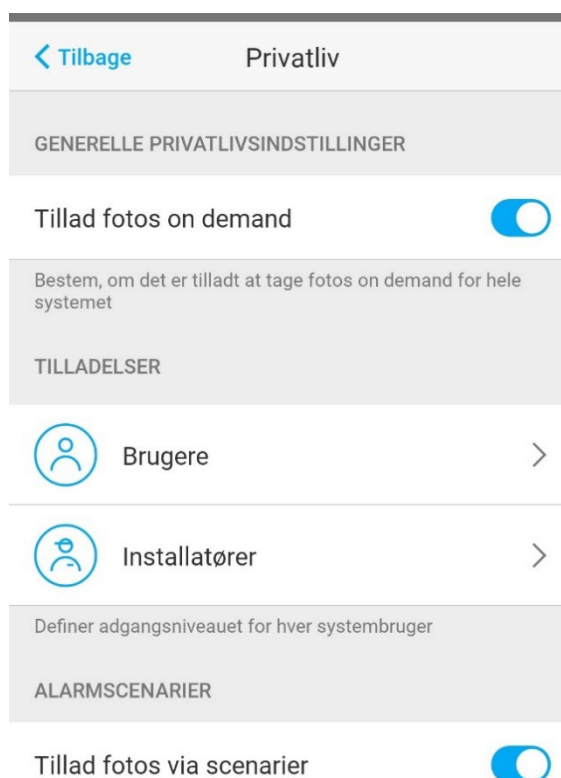 Tilbage
Privatliv
GENERELLE PRIVATLIVSINDSTILLINGER
Tillad fotos on demand
Bestem, om det er tilladt at tage fotos on demand for hele
systemet
TILLADELSER
Brugere
Installatører
Definer adgangsniveauet for hver systembruger
ALARMSCENARIER
Tillad fotos via scenarier